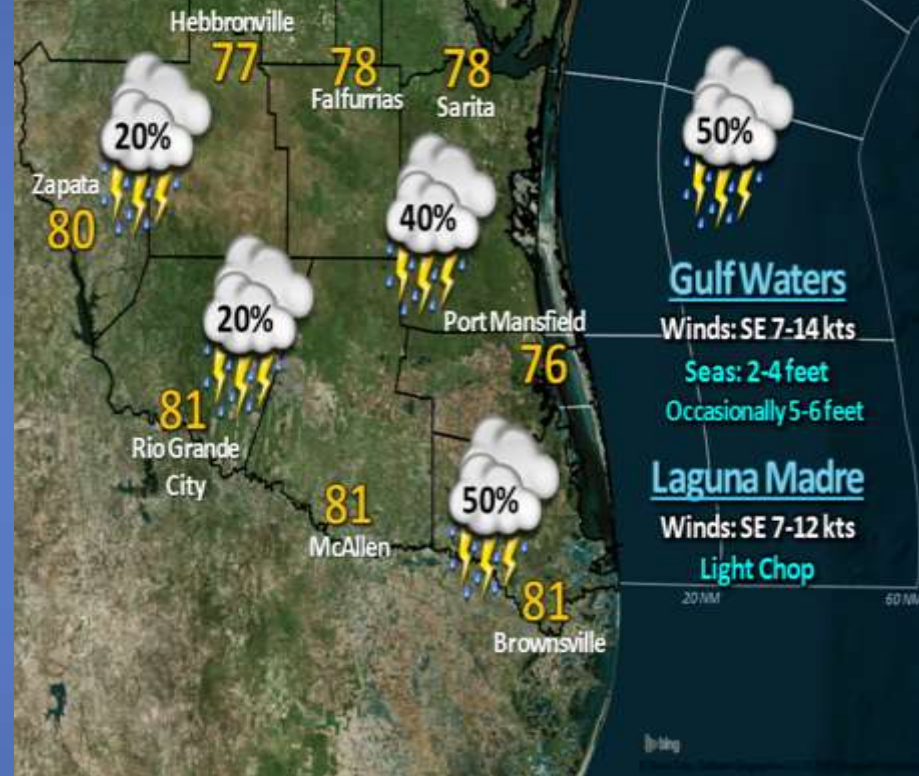 Hebbronville
77
78
Falfurrias
78
Sarita
20%
50%
Zapata
80
40%
20%
Gulf Waters
Winds: SE 7-14 kts
Seas: 2-4 feet
Occasionally 5-6 feet
Port Mansfield
76
81
Rio Grande
City
50%
81
McAllen
Laguna Madre
Winds: SE 7-12 kts
Light Chop
20 NM
60 NM
81
Brownsville
bing